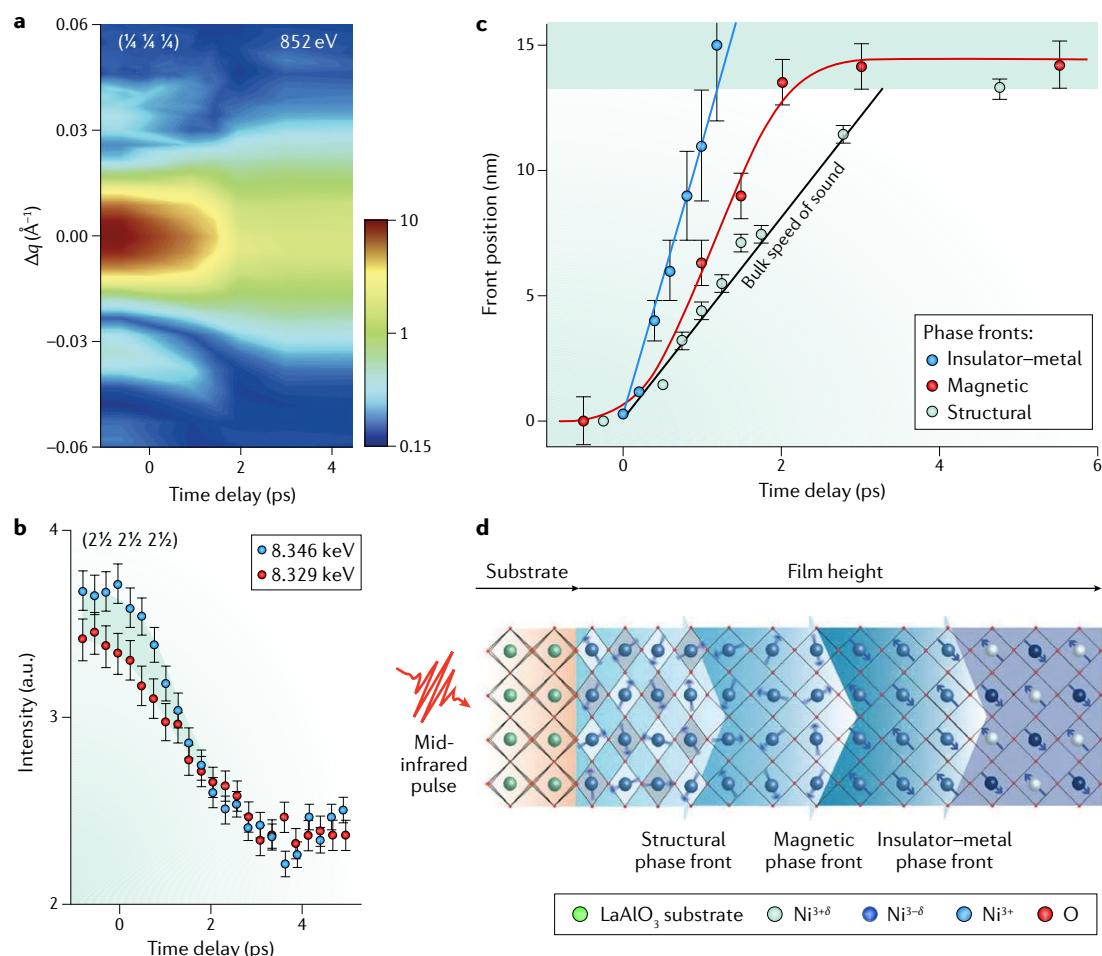 a
(¼ ¼ ¼)
852 eV
0.06
0.03
0.00
−0.03
−0.06
Δq (Å⁻¹)
10
1
0.15
0
2
4
Time delay (ps)
b
(2½ 2½ 2½)
8.346 keV
8.329 keV
4
3
2
Intensity (a.u.)
0
2
4
Time delay (ps)
c
15
10
5
0
Front position (nm)
Bulk speed of sound
Phase fronts:
Insulator–metal
Magnetic
Structural
0
2
4
6
Time delay (ps)
d
Substrate
Film height
Mid-
infrared
pulse
Structural
phase front
Magnetic
phase front
Insulator–metal
phase front
LaAlO₃ substrate
Ni³⁺ᵟ
Ni³⁻ᵟ
Ni³⁺
O